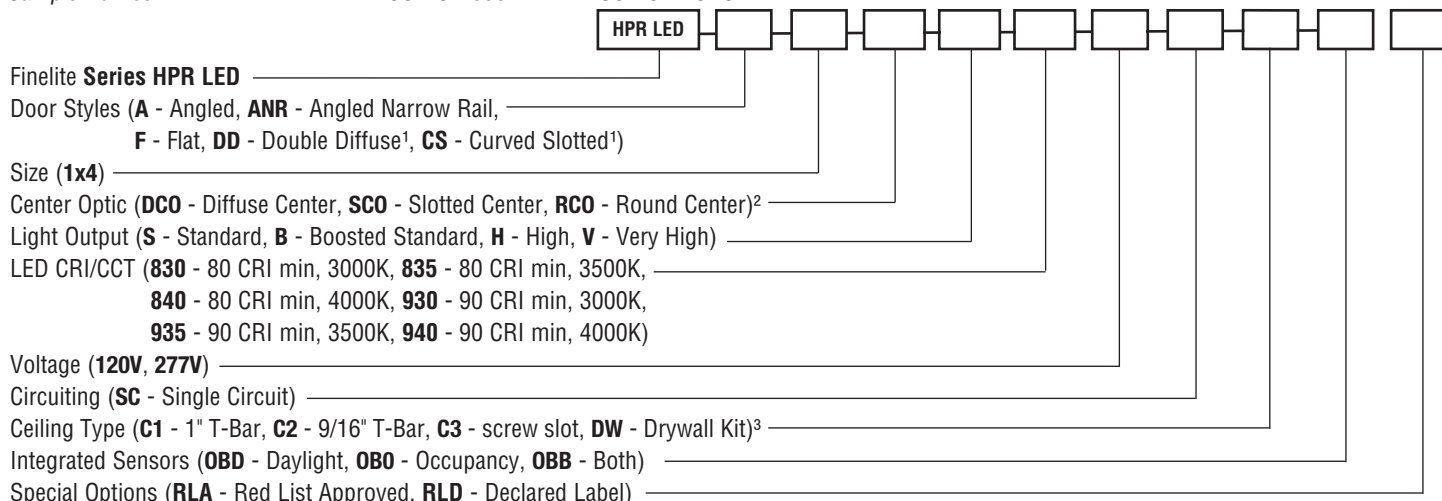 HPR LED
Finelite Series HPR LED
Door Styles (A - Angled, ANR - Angled Narrow Rail,
F - Flat, DD - Double Diffuse¹, CS - Curved Slotted¹)
Size (1x4)
Center Optic (DCO - Diffuse Center, SCO - Slotted Center, RCO - Round Center)²
Light Output (S - Standard, B - Boosted Standard, H - High, V - Very High)
LED CRI/CCT (830 - 80 CRI min, 3000K, 835 - 80 CRI min, 3500K,
840 - 80 CRI min, 4000K, 930 - 90 CRI min, 3000K,
935 - 90 CRI min, 3500K, 940 - 90 CRI min, 4000K)
Voltage (120V, 277V)
Circuiting (SC - Single Circuit)
Ceiling Type (C1 - 1" T-Bar, C2 - 9/16" T-Bar, C3 - screw slot, DW - Drywall Kit)³
Integrated Sensors (OBD - Daylight, OBO - Occupancy, OBB - Both)
Special Options (RLA - Red List Approved, RLD - Declared Label)